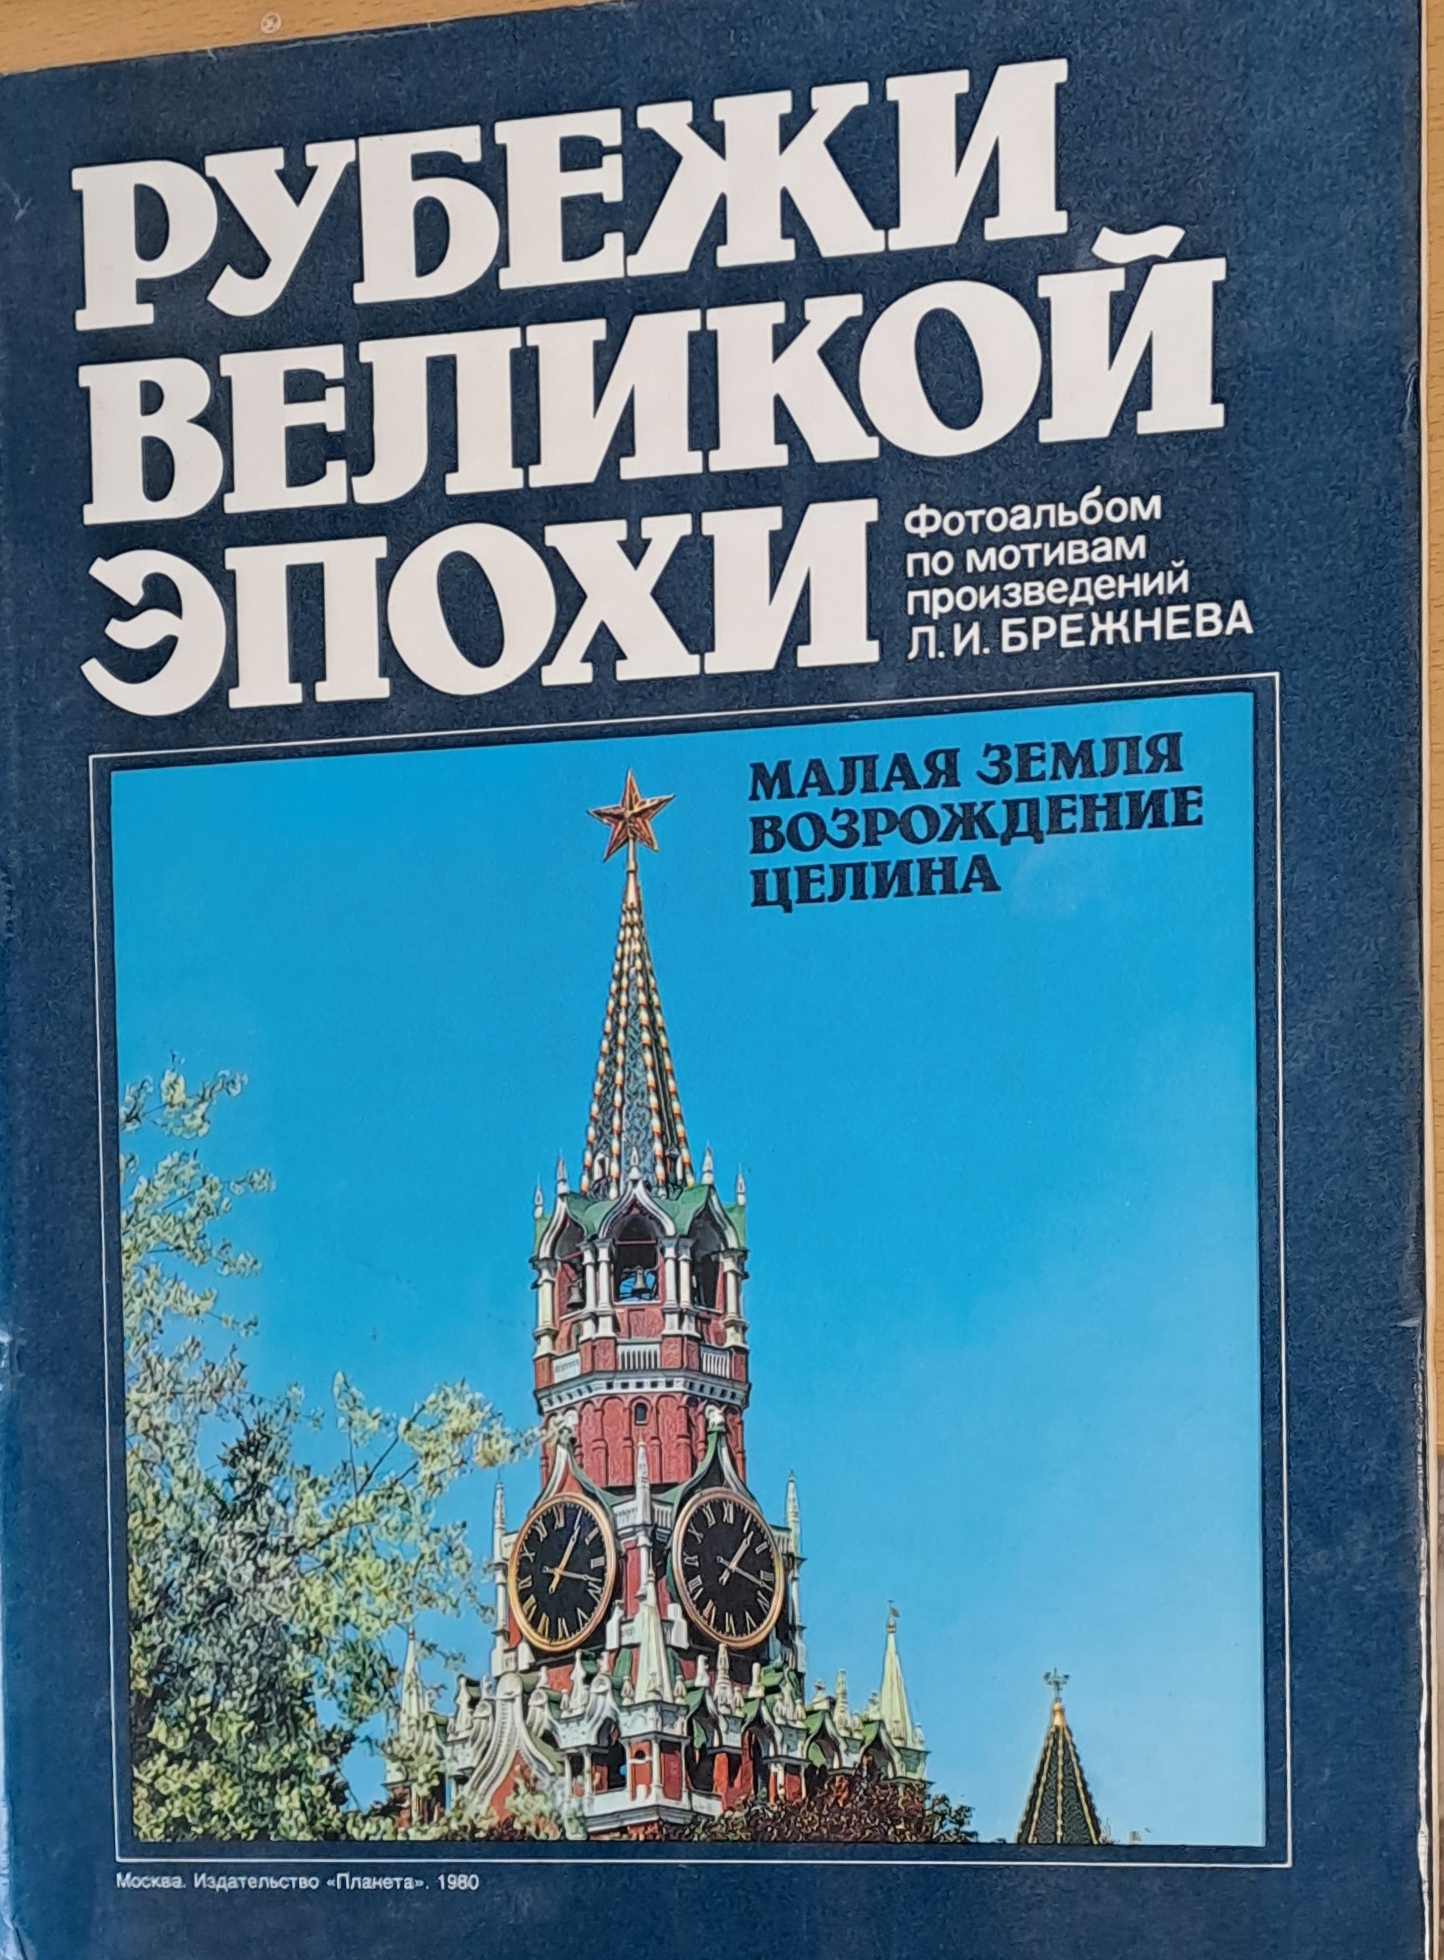 РУБЕЖИ
ВЕЛИКОЙ
ЭПОХИ
Фотоальбом
по мотивам
произведений
Л. И. БРЕЖНЕВА
МАЛАЯ ЗЕМЛЯ
ВОЗРОЖДЕНИЕ
ЦЕЛИНА
Москва. Издательство «Планета». 1980